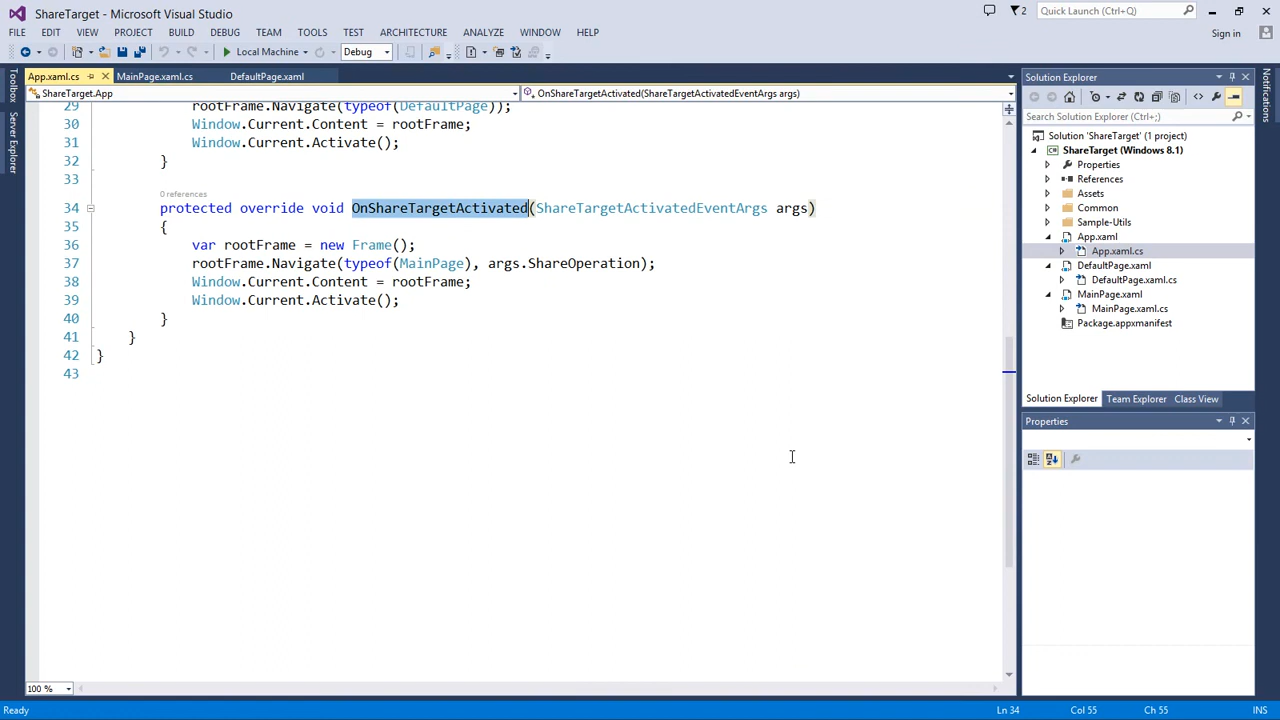 ShareTarget - Microsoft Visual Studio
2
Quick Launch (Ctrl+Q)
FILE EDIT VIEW PROJECT BUILD DEBUG TEAM TOOLS TEST ARCHITECTURE ANALYZE WINDOW HELP
Sign in
Local Machine Debug
Toolbox
Server Explorer
App.xaml.cs MainPage.xaml.cs DefaultPage.xaml
ShareTarget.App
OnShareTargetActivated(ShareTargetActivatedEventArgs args)
29 rootFrame.Navigate(typeof(DefaultPage));
30 Window.Current.Content = rootFrame;
31 Window.Current.Activate();
32 }
33
0 references
34 protected override void OnShareTargetActivated(ShareTargetActivatedEventArgs args)
35 {
36 var rootFrame = new Frame();
37 rootFrame.Navigate(typeof(MainPage), args.ShareOperation);
38 Window.Current.Content = rootFrame;
39 Window.Current.Activate();
40 }
41 }
42 }
43
100 %
Solution Explorer
Search Solution Explorer (Ctrl+;)
Solution 'ShareTarget' (1 project)
ShareTarget (Windows 8.1)
Properties
References
Assets
Common
Sample-Utils
App.xaml
App.xaml.cs
DefaultPage.xaml
DefaultPage.xaml.cs
MainPage.xaml
MainPage.xaml.cs
Package.appxmanifest
Solution Explorer Team Explorer Class View
Properties
Notifications
Ready
Ln 34 Col 55 Ch 55 INS